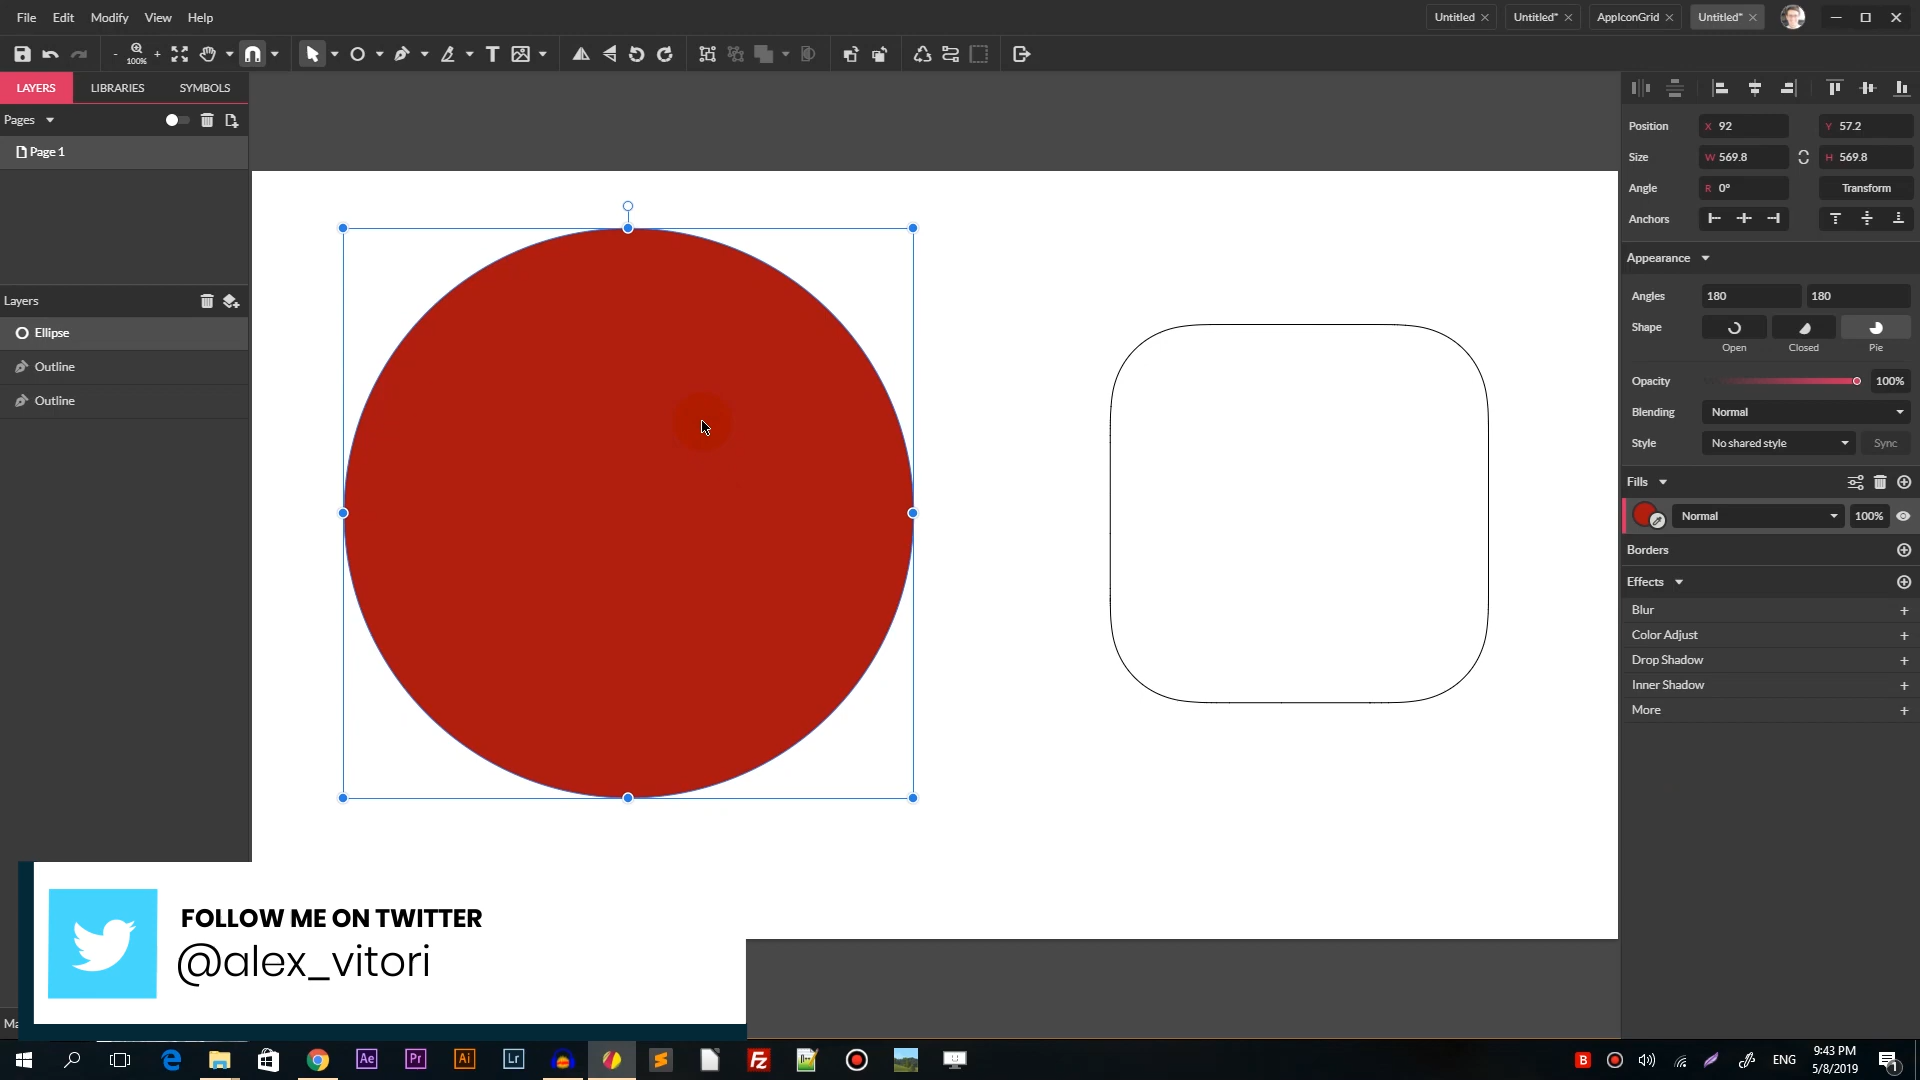 File Edit Modify View Help
Untitled Untitled* AppIconGrid Untitled*
- 100% +
LAYERS LIBRARIES SYMBOLS
Pages
Page 1
Layers
Ellipse
Outline
Outline
Ma
Position X 92 Y 57.2
Size W 569.8 H 569.8
Angle R 0° Transform
Anchors
Appearance
Angles 180 180
Shape
Open Closed Pie
Opacity 100%
Blending Normal
Style No shared style Sync
Fills
Normal 100%
Borders
Effects
Blur
Color Adjust
Drop Shadow
Inner Shadow
More
FOLLOW ME ON TWITTER
@alex_vitori
Ae Pr Ai Lr S Fz B ENG
9:43 PM
5/8/2019
1